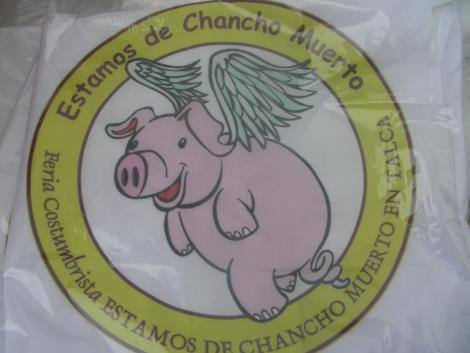 Estamos de Chancho Muerto
Feria Costumbrista ESTAMOS DE CHANCHO MUERTO EN TALCA